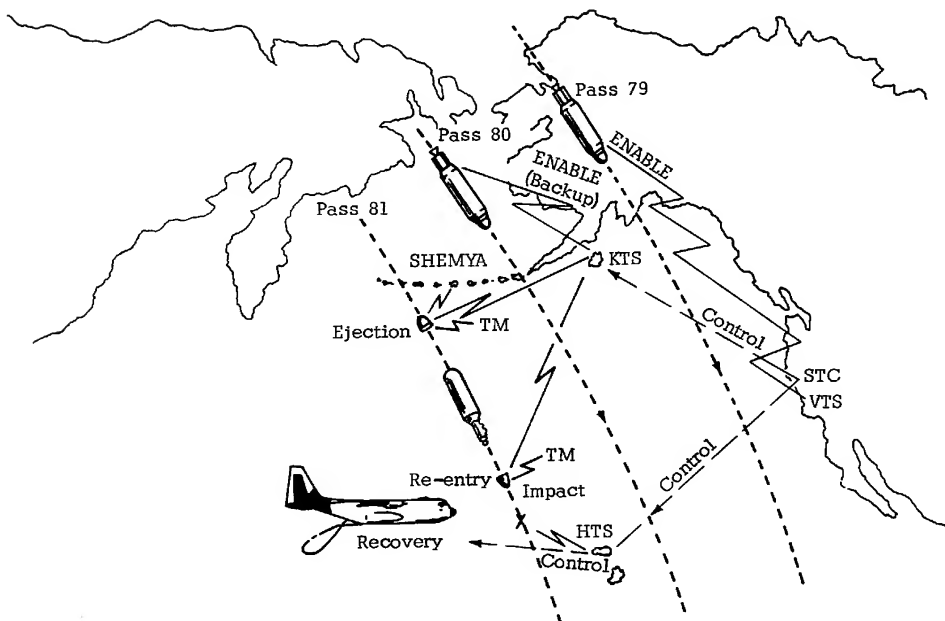 Pass 79
Pass 80
ENABLE
ENABLE
(Backup)
Pass 81
SHEMYA
KTS
Ejection
TM
Control
STC
VTS
TM
Re-entry
Impact
Control
HTS
Recovery
Control